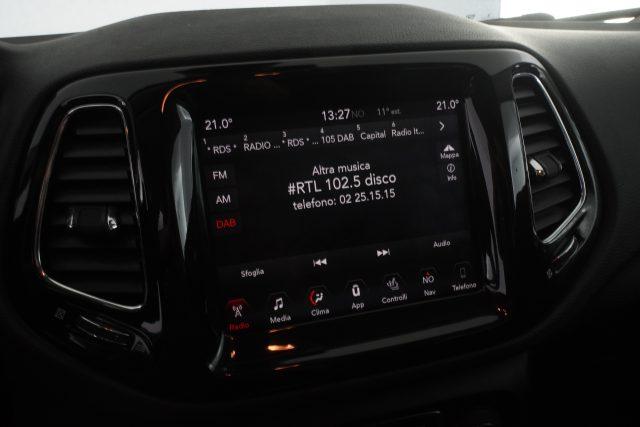 21.0° 13:27 NO 11° est. 21.0°
1 * RDS * 2 RADIO ... 3 * RDS * ... 4 105 DAB 5 Capital 6 Radio It...
FM
AM
DAB
Altra musica
#RTL 102.5 disco
telefono: 02 25.15.15
Mappa
Info
Sfoglia Audio
NO
Radio Media Clima App Controlli Nav Telefono